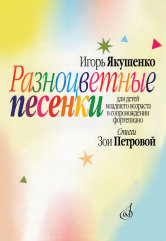 Игорь Якушенко
Разноцветные
песенки
для детей
младшего возраста
в сопровождении
фортепиано
Стихи
Зои Петровой